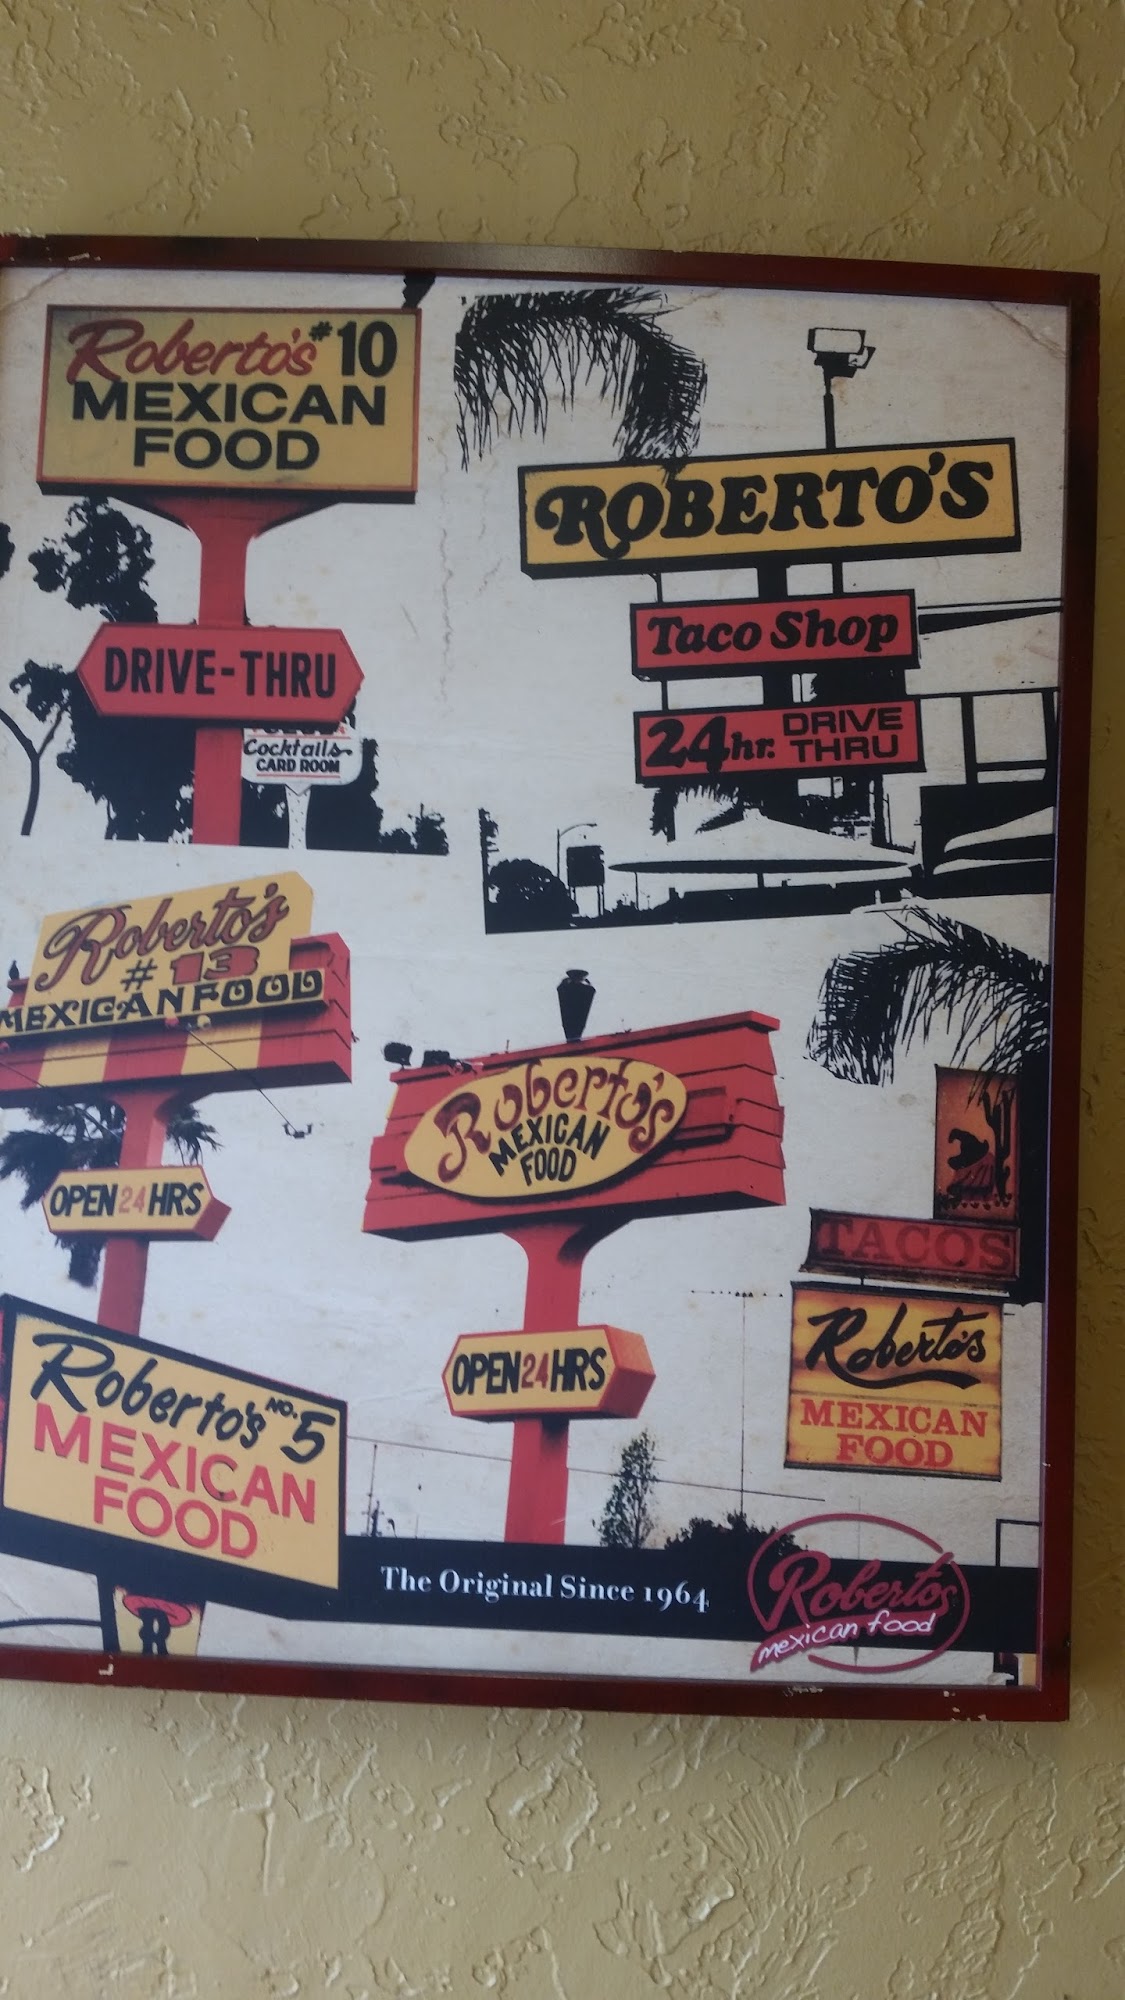 Roberto's #10
MEXICAN
FOOD
DRIVE-THRU
Cocktails
CARD ROOM
ROBERTO'S
Taco Shop
24hr. DRIVE
THRU
Roberto's
#13
MEXICAN FOOD
OPEN 24 HRS
Roberto's
MEXICAN
FOOD
OPEN 24 HRS
TACOS
Roberto's
MEXICAN
FOOD
Roberto's NO. 5
MEXICAN
FOOD
R
The Original Since 1964
Roberto's
mexican food